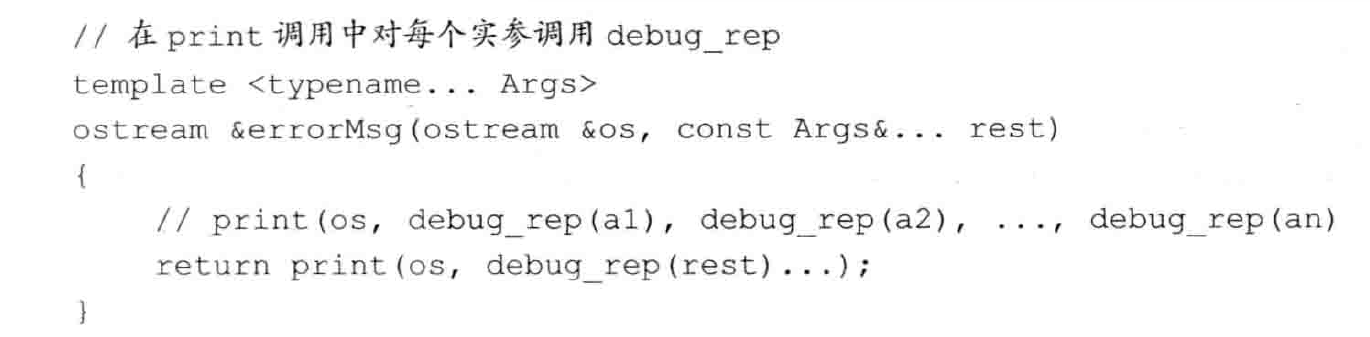 // 在 print 调用中对每个实参调用 debug_rep
template <typename... Args>
ostream &errorMsg(ostream &os, const Args&... rest)
{
    // print(os, debug_rep(a1), debug_rep(a2), ..., debug_rep(an)
    return print(os, debug_rep(rest)...);
}